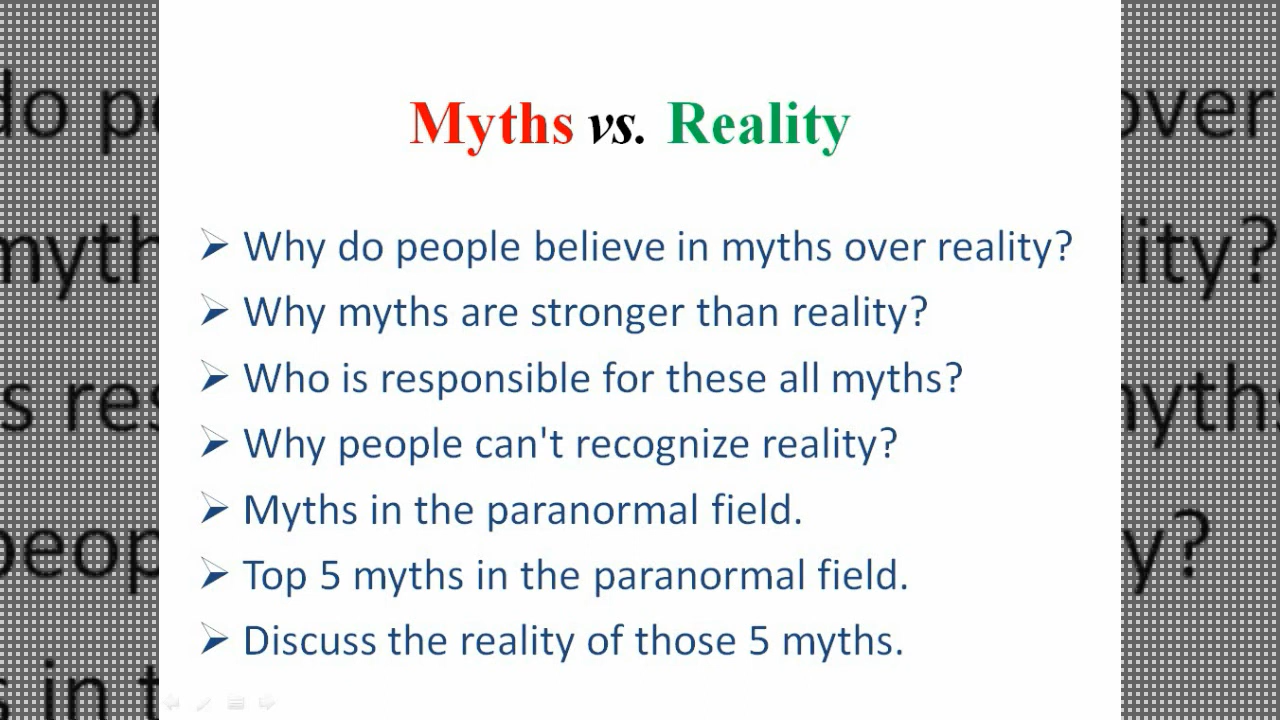 Myths vs. Reality
Why do people believe in myths over reality?
Why myths are stronger than reality?
Who is responsible for these all myths?
Why people can't recognize reality?
Myths in the paranormal field.
Top 5 myths in the paranormal field.
Discuss the reality of those 5 myths.